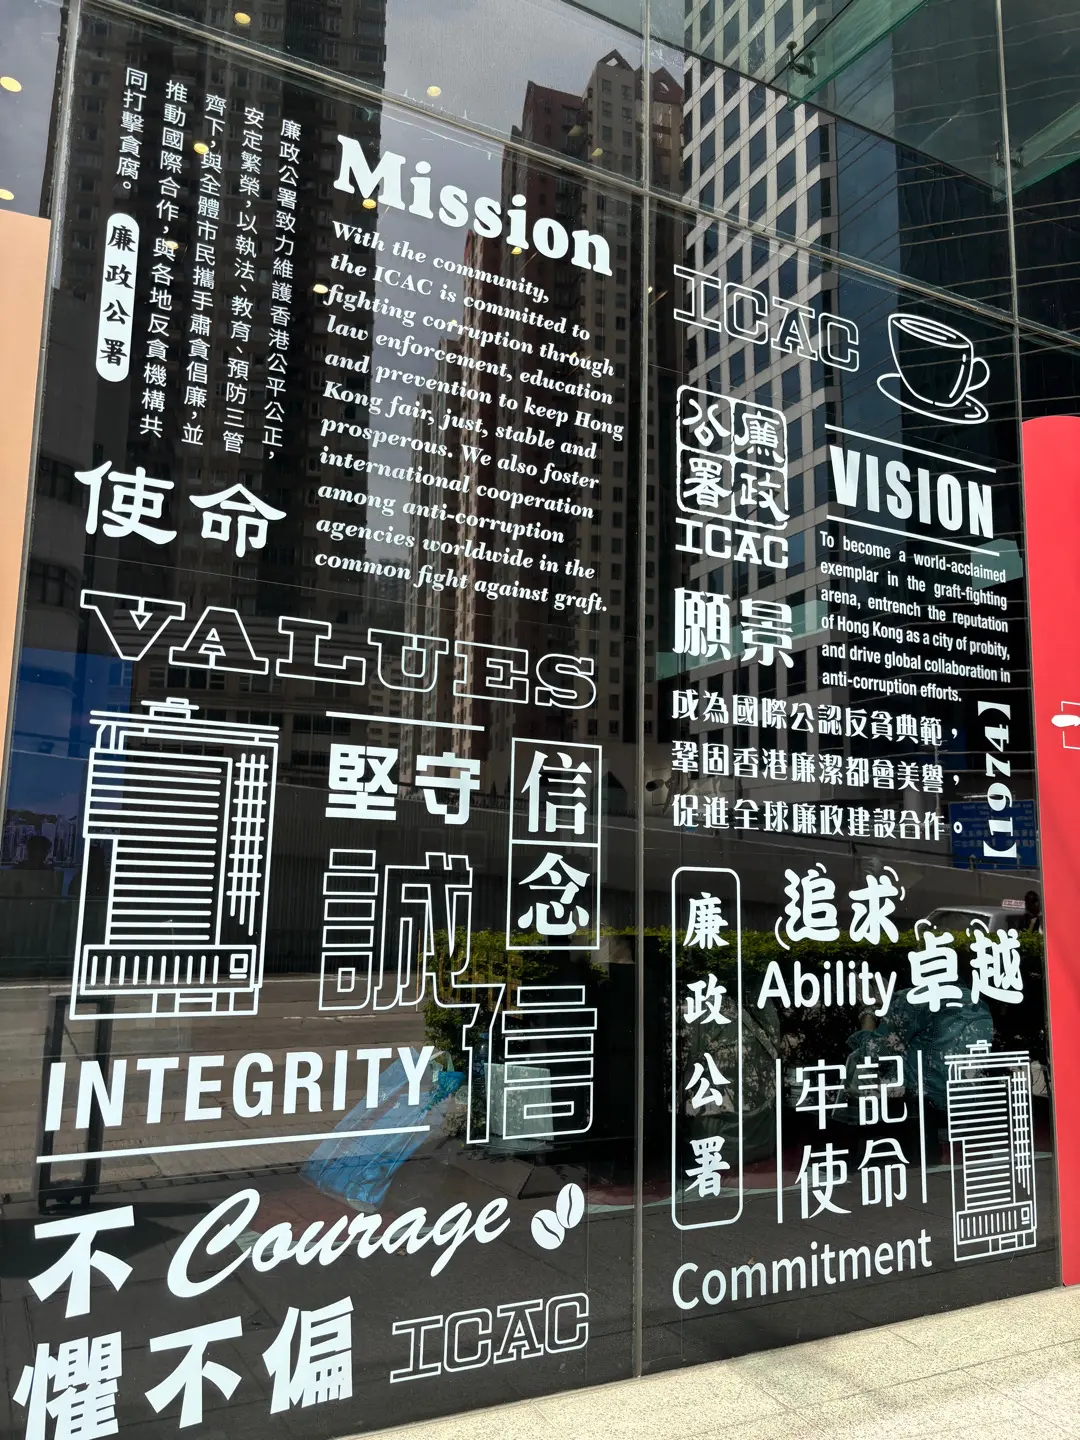 廉政公署致力維護香港公平公正，
安定繁榮，以執法、教育、預防三管
齊下，與全體市民攜手肅貪倡廉，並
推動國際合作，與各地反貪機構共
同打擊貪腐。
廉政公署
使命
Mission
With the community,
the ICAC is committed to
fighting corruption through
law enforcement, education
and prevention to keep Hong
Kong fair, just, stable and
prosperous. We also foster
international cooperation
among anti-corruption
agencies worldwide in the
common fight against graft.
VALUES
堅守
誠信
信念
INTEGRITY
不
Courage
懼不偏
ICAC
ICAC
廉政公署
ICAC
VISION
To become a world-acclaimed
exemplar in the graft-fighting
arena, entrench the reputation
of Hong Kong as a city of probity,
and drive global collaboration in
anti-corruption efforts.
願景
成為國際公認反貪典範，
鞏固香港廉潔都會美譽，
促進全球廉政建設合作。
【1974】
廉政公署
追求
Ability
卓越
牢記
使命
Commitment